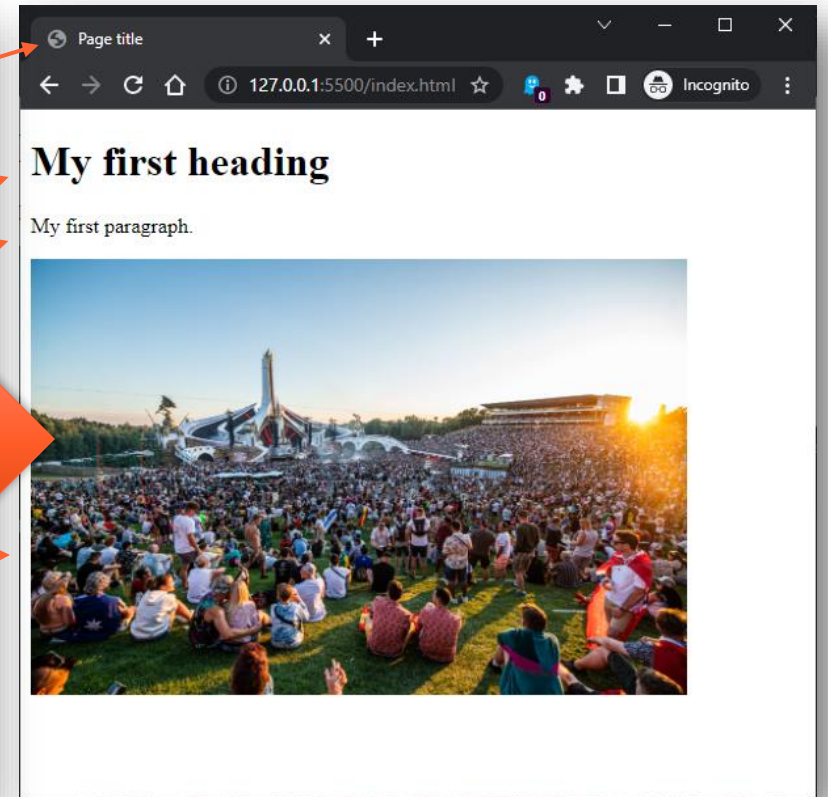 Page title
127.0.0.1:5500/index.html
0
Incognito
My first heading
My first paragraph.